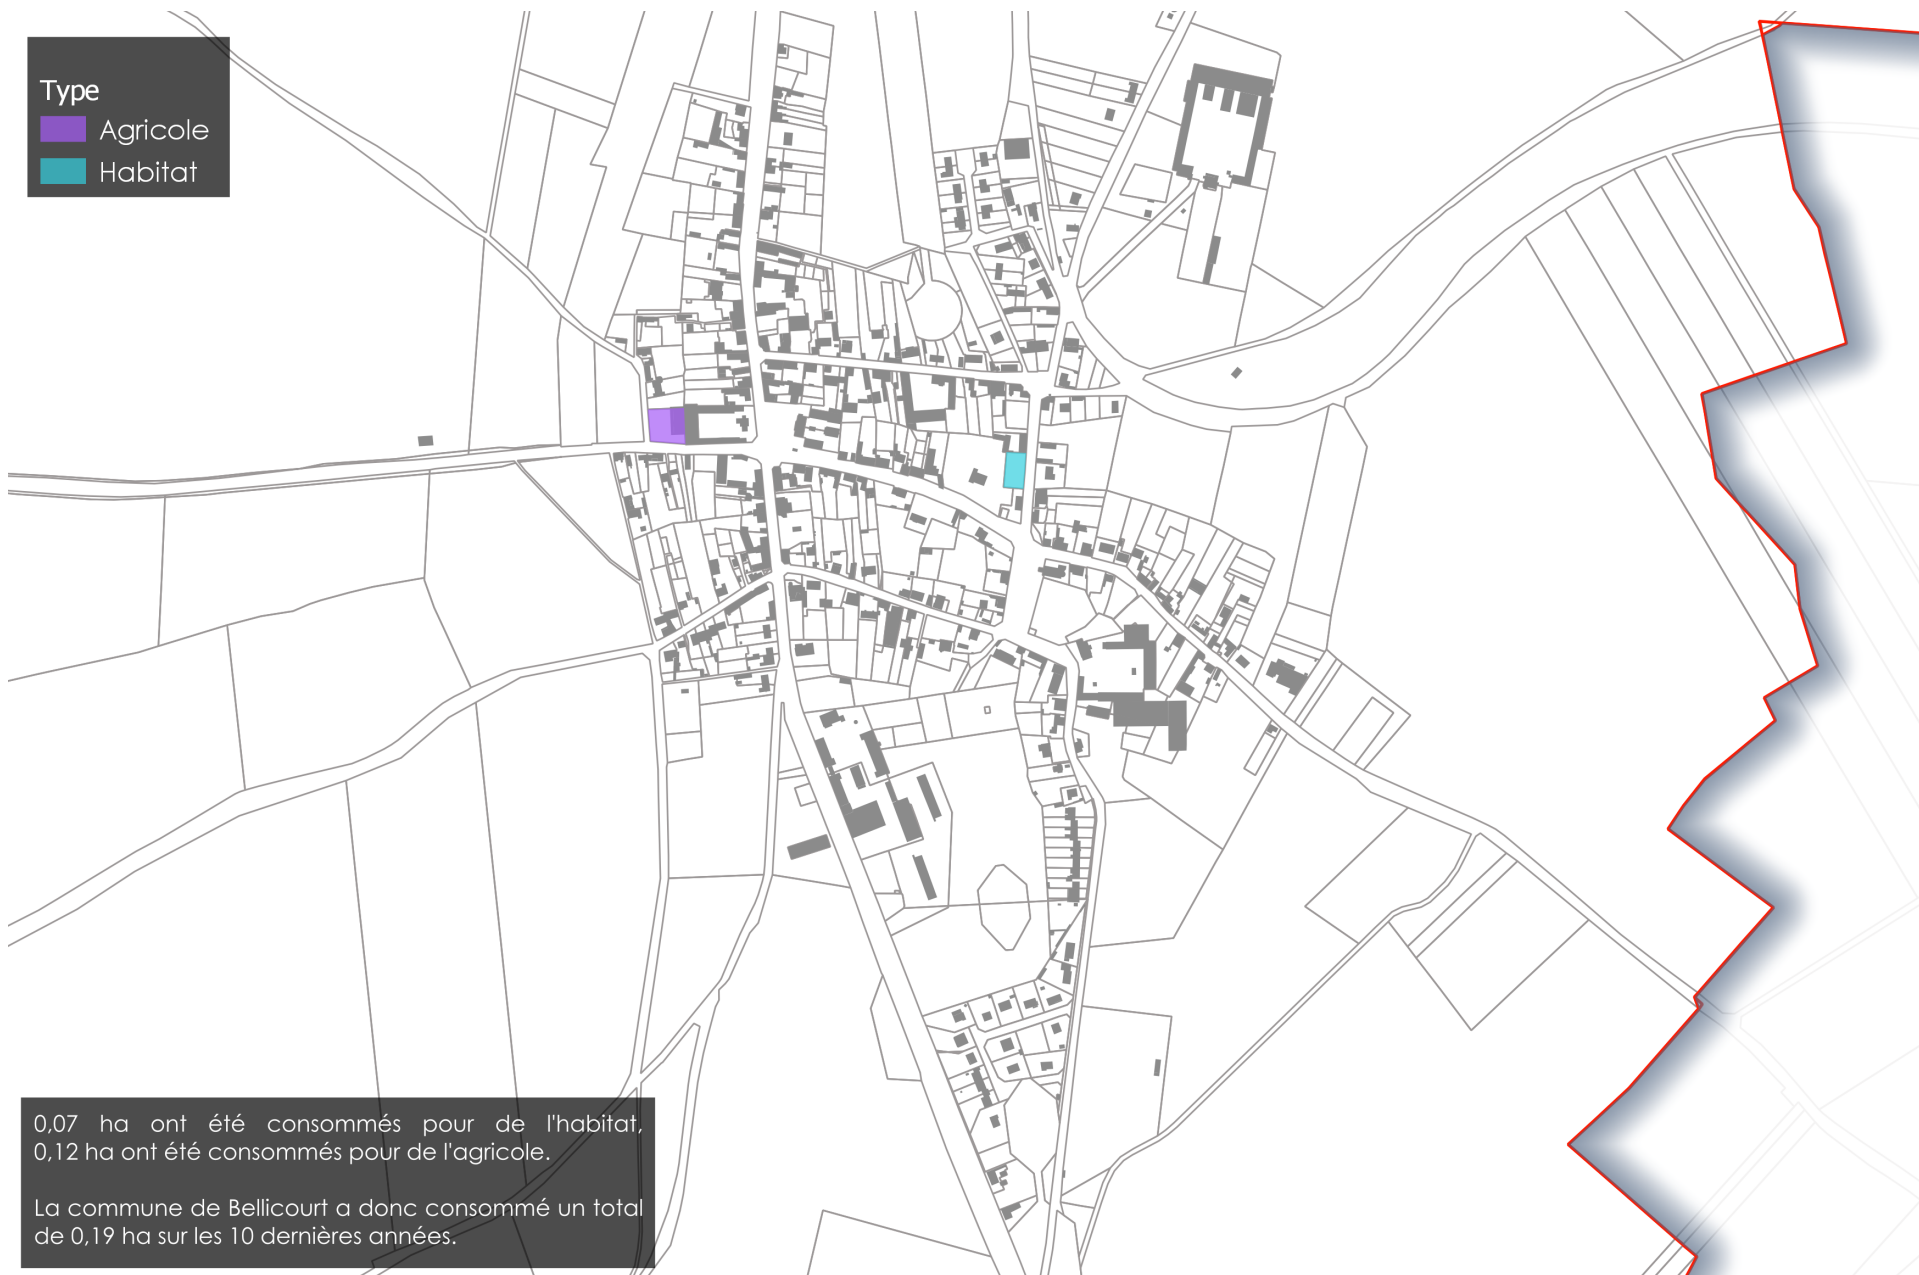 Type
Agricole
Habitat
0,07 ha ont été consommés pour de l'habitat,
0,12 ha ont été consommés pour de l'agricole.
La commune de Bellicourt a donc consommé un total
de 0,19 ha sur les 10 dernières années.